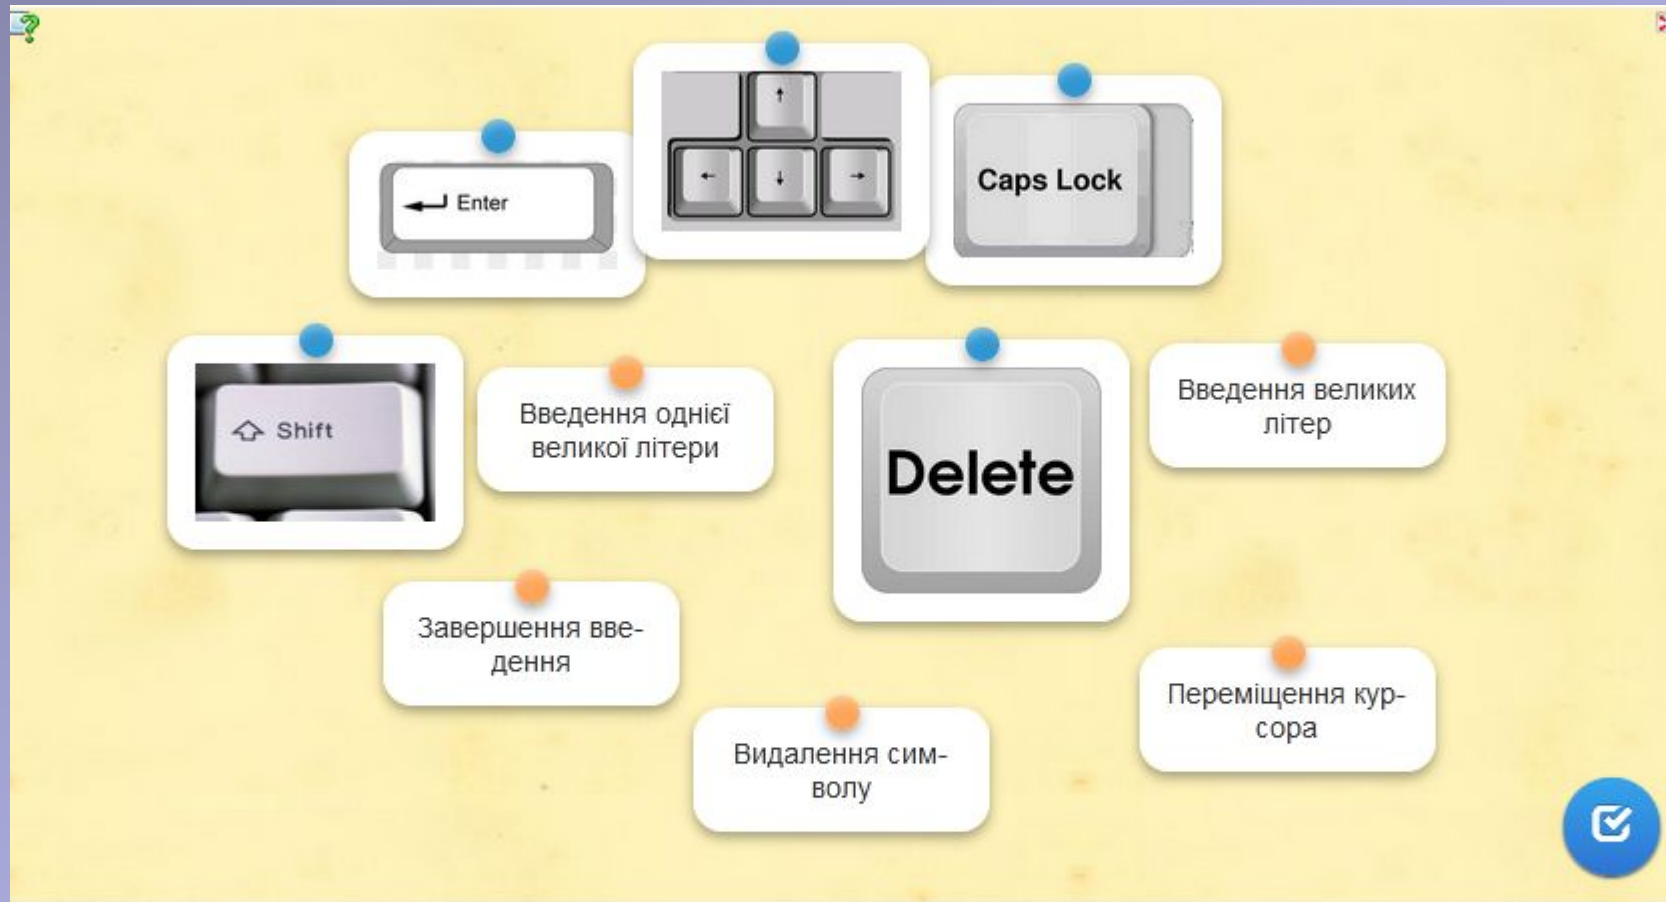 Enter
Caps Lock
Shift
Введення однієї
великої літери
Delete
Введення великих
літер
Завершення вве-
дення
Видалення сим-
волу
Переміщення кур-
сора